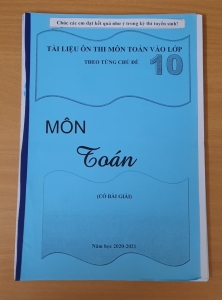 Chúc các em đạt kết quả như ý trong kỳ thi tuyển sinh!
TÀI LIỆU ÔN THI MÔN TOÁN VÀO LỚP
THEO TỪNG CHỦ ĐỀ
10
MÔN
Toán
(CÓ BÀI GIẢI)
Năm học 2020-2021